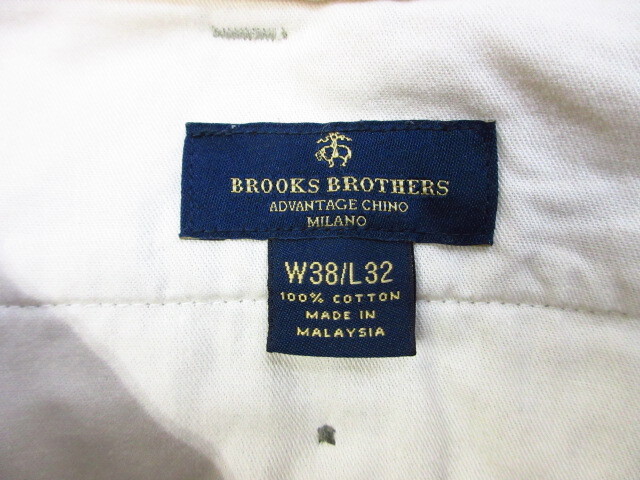 BROOKS BROTHERS
ADVANTAGE CHINO
MILANO
W38/L32
100% COTTON
MADE IN
MALAYSIA